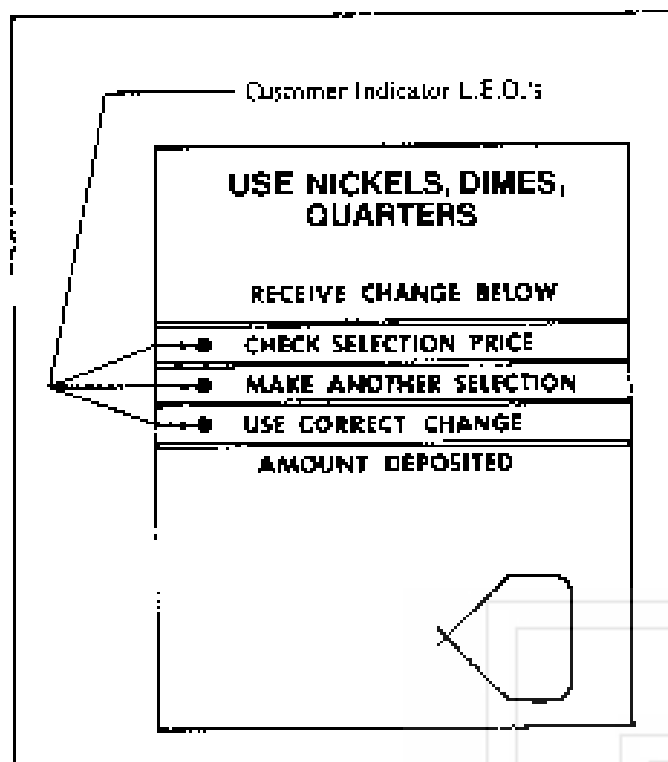 Customer Indicator L.E.D.'s
USE NICKELS, DIMES,
QUARTERS
RECEIVE CHANGE BELOW
CHECK SELECTION PRICE
MAKE ANOTHER SELECTION
USE CORRECT CHANGE
AMOUNT DEPOSITED